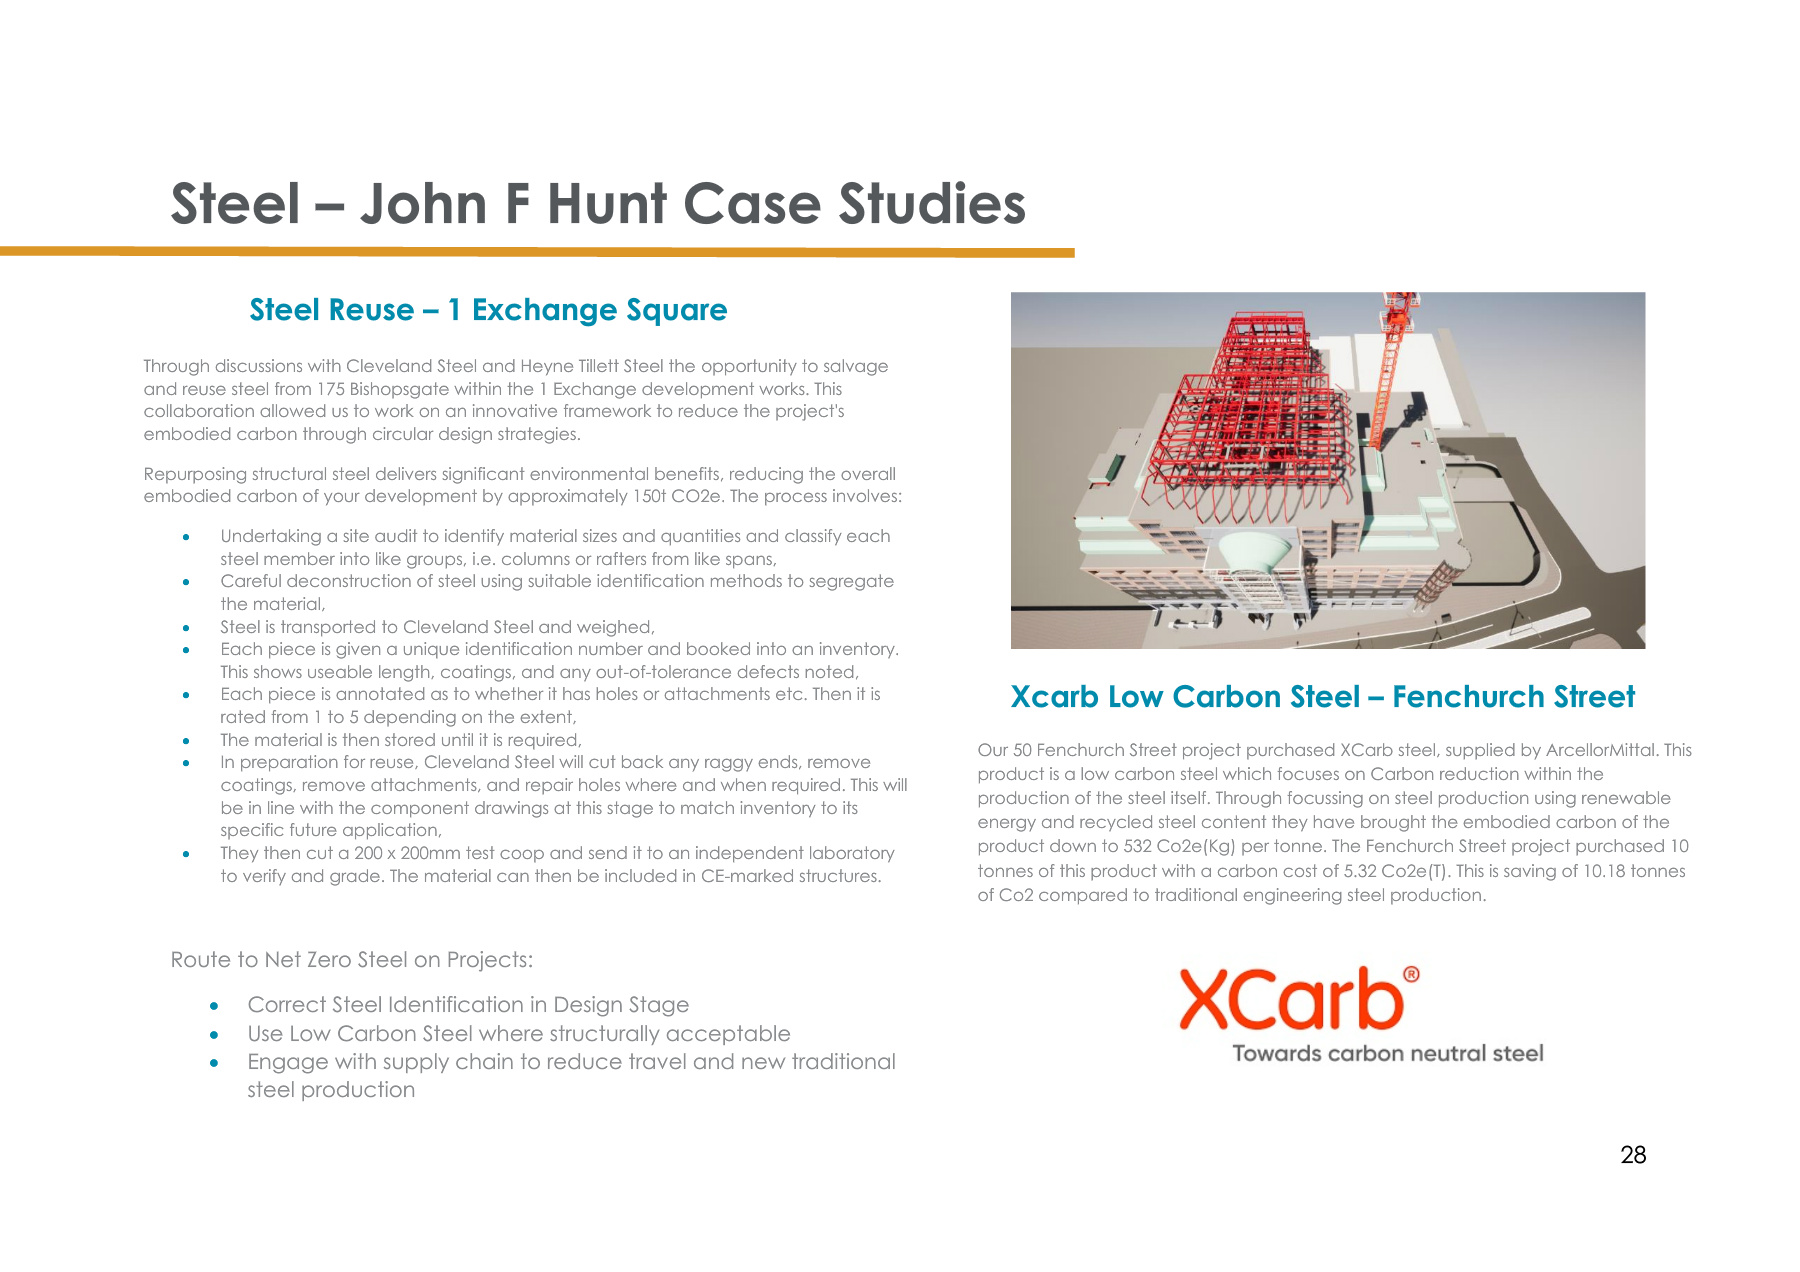 Steel – John F Hunt Case Studies
Steel Reuse – 1 Exchange Square
Through discussions with Cleveland Steel and Heyne Tillett Steel the opportunity to salvage
and reuse steel from 175 Bishopsgate within the 1 Exchange development works. This
collaboration allowed us to work on an innovative framework to reduce the project's
embodied carbon through circular design strategies.
Repurposing structural steel delivers significant environmental benefits, reducing the overall
embodied carbon of your development by approximately 150t CO2e. The process involves:
• Undertaking a site audit to identify material sizes and quantities and classify each
steel member into like groups, i.e. columns or rafters from like spans,
• Careful deconstruction of steel using suitable identification methods to segregate
the material,
• Steel is transported to Cleveland Steel and weighed,
• Each piece is given a unique identification number and booked into an inventory.
This shows useable length, coatings, and any out-of-tolerance defects noted,
• Each piece is annotated as to whether it has holes or attachments etc. Then it is
rated from 1 to 5 depending on the extent,
• The material is then stored until it is required,
• In preparation for reuse, Cleveland Steel will cut back any raggy ends, remove
coatings, remove attachments, and repair holes where and when required. This will
be in line with the component drawings at this stage to match inventory to its
specific future application,
• They then cut a 200 x 200mm test coop and send it to an independent laboratory
to verify and grade. The material can then be included in CE-marked structures.
Route to Net Zero Steel on Projects:
• Correct Steel Identification in Design Stage
• Use Low Carbon Steel where structurally acceptable
• Engage with supply chain to reduce travel and new traditional
steel production
Xcarb Low Carbon Steel – Fenchurch Street
Our 50 Fenchurch Street project purchased XCarb steel, supplied by ArcellorMittal. This
product is a low carbon steel which focuses on Carbon reduction within the
production of the steel itself. Through focussing on steel production using renewable
energy and recycled steel content they have brought the embodied carbon of the
product down to 532 Co2e(Kg) per tonne. The Fenchurch Street project purchased 10
tonnes of this product with a carbon cost of 5.32 Co2e(T). This is saving of 10.18 tonnes
of Co2 compared to traditional engineering steel production.
XCarb®
Towards carbon neutral steel
28